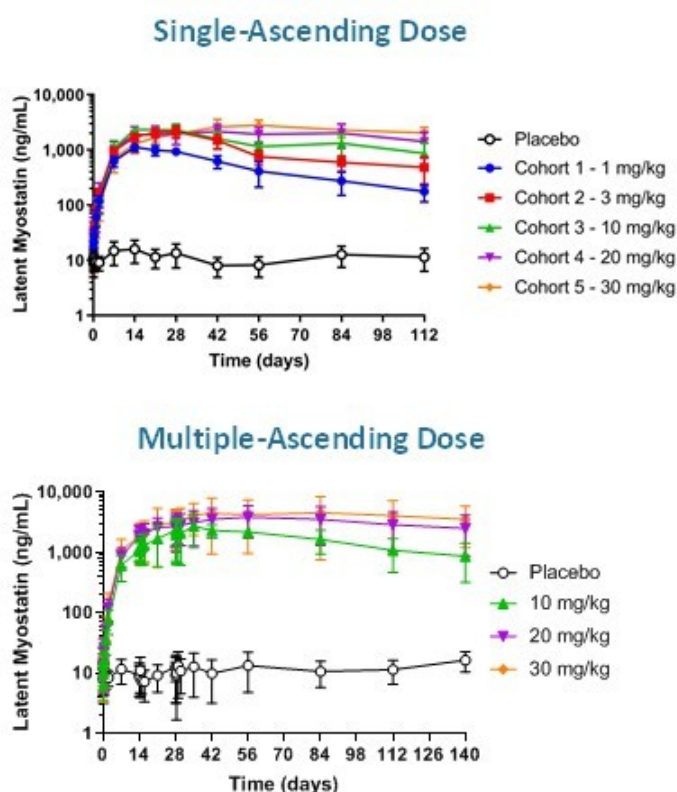 Single-Ascending Dose
Latent Myostatin (ng/mL)
10,000
1,000
100
10
1
0 14 28 42 56 70 84 98 112
Time (days)
Placebo
Cohort 1 - 1 mg/kg
Cohort 2 - 3 mg/kg
Cohort 3 - 10 mg/kg
Cohort 4 - 20 mg/kg
Cohort 5 - 30 mg/kg
Multiple-Ascending Dose
Latent Myostatin (ng/mL)
10,000
1,000
100
10
1
0 14 28 42 56 70 84 98 112 126 140
Time (days)
Placebo
10 mg/kg
20 mg/kg
30 mg/kg